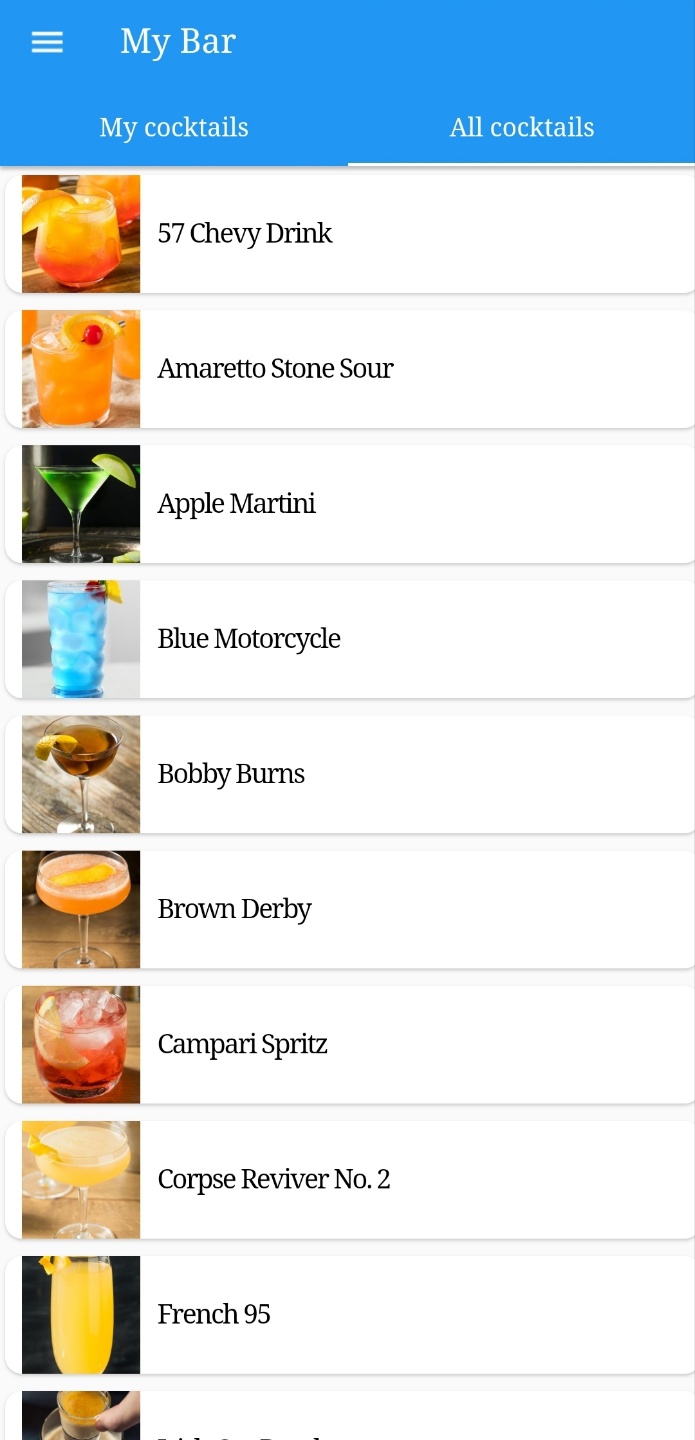 My Bar
My cocktails
All cocktails
57 Chevy Drink
Amaretto Stone Sour
Apple Martini
Blue Motorcycle
Bobby Burns
Brown Derby
Campari Spritz
Corpse Reviver No. 2
French 95